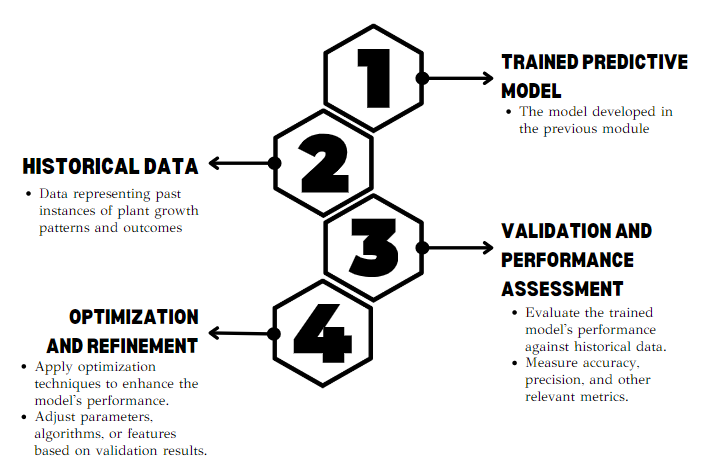 1
TRAINED PREDICTIVE
MODEL
• The model developed in
the previous module
2
HISTORICAL DATA
• Data representing past
instances of plant growth
patterns and outcomes
3
VALIDATION AND
PERFORMANCE
ASSESSMENT
• Evaluate the trained
model's performance
against historical data.
• Measure accuracy,
precision, and other
relevant metrics.
4
OPTIMIZATION
AND REFINEMENT
• Apply optimization
techniques to enhance the
model's performance.
• Adjust parameters,
algorithms, or features
based on validation results.